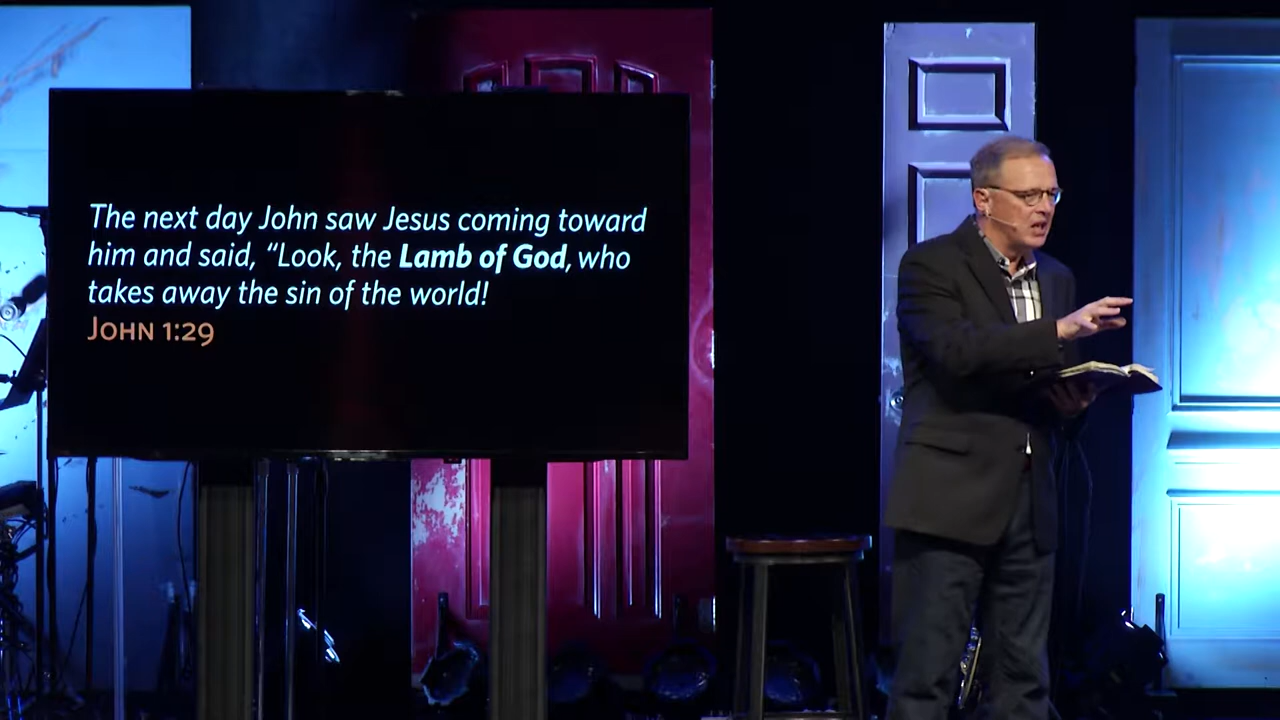 The next day John saw Jesus coming toward
him and said, “Look, the Lamb of God, who
takes away the sin of the world!
John 1:29